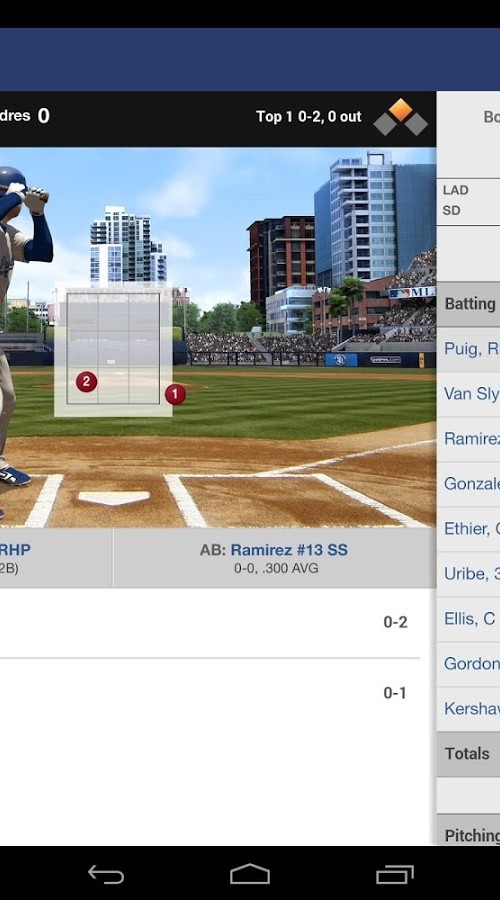 dres 0
Top 1 0-2, 0 out
Bo
LAD
SD
MLB
Batting
Puig, R
Van Sly
Ramirez
Gonzale
Ethier, C
Uribe, 3
Ellis, C
Gordon
Kershaw
Totals
Pitching
2
1
RHP
2B)
AB: Ramirez #13 SS
0-0, .300 AVG
0-2
0-1